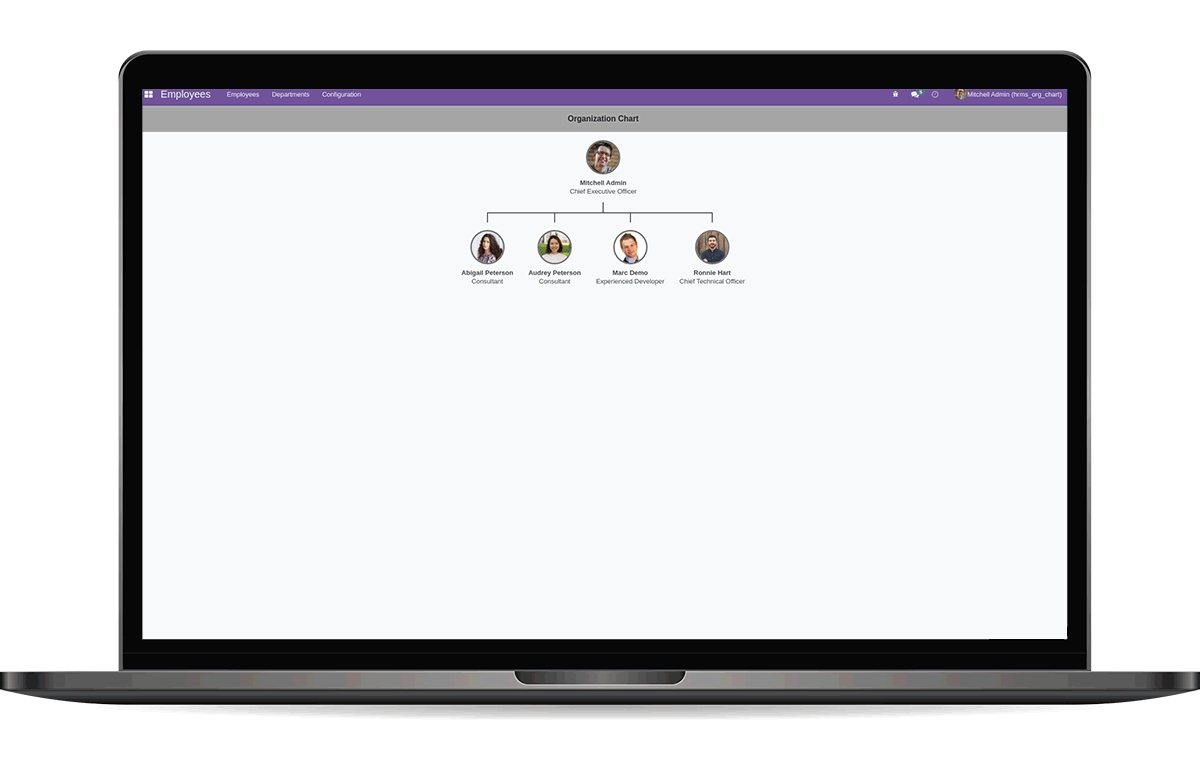 Employees Employees Departments Configuration Mitchell Admin (hrms_org_chart)
Organization Chart
Mitchell Admin
Chief Executive Officer
Abigail Peterson Audrey Peterson Marc Demo Ronnie Hart
Consultant Consultant Experienced Developer Chief Technical Officer